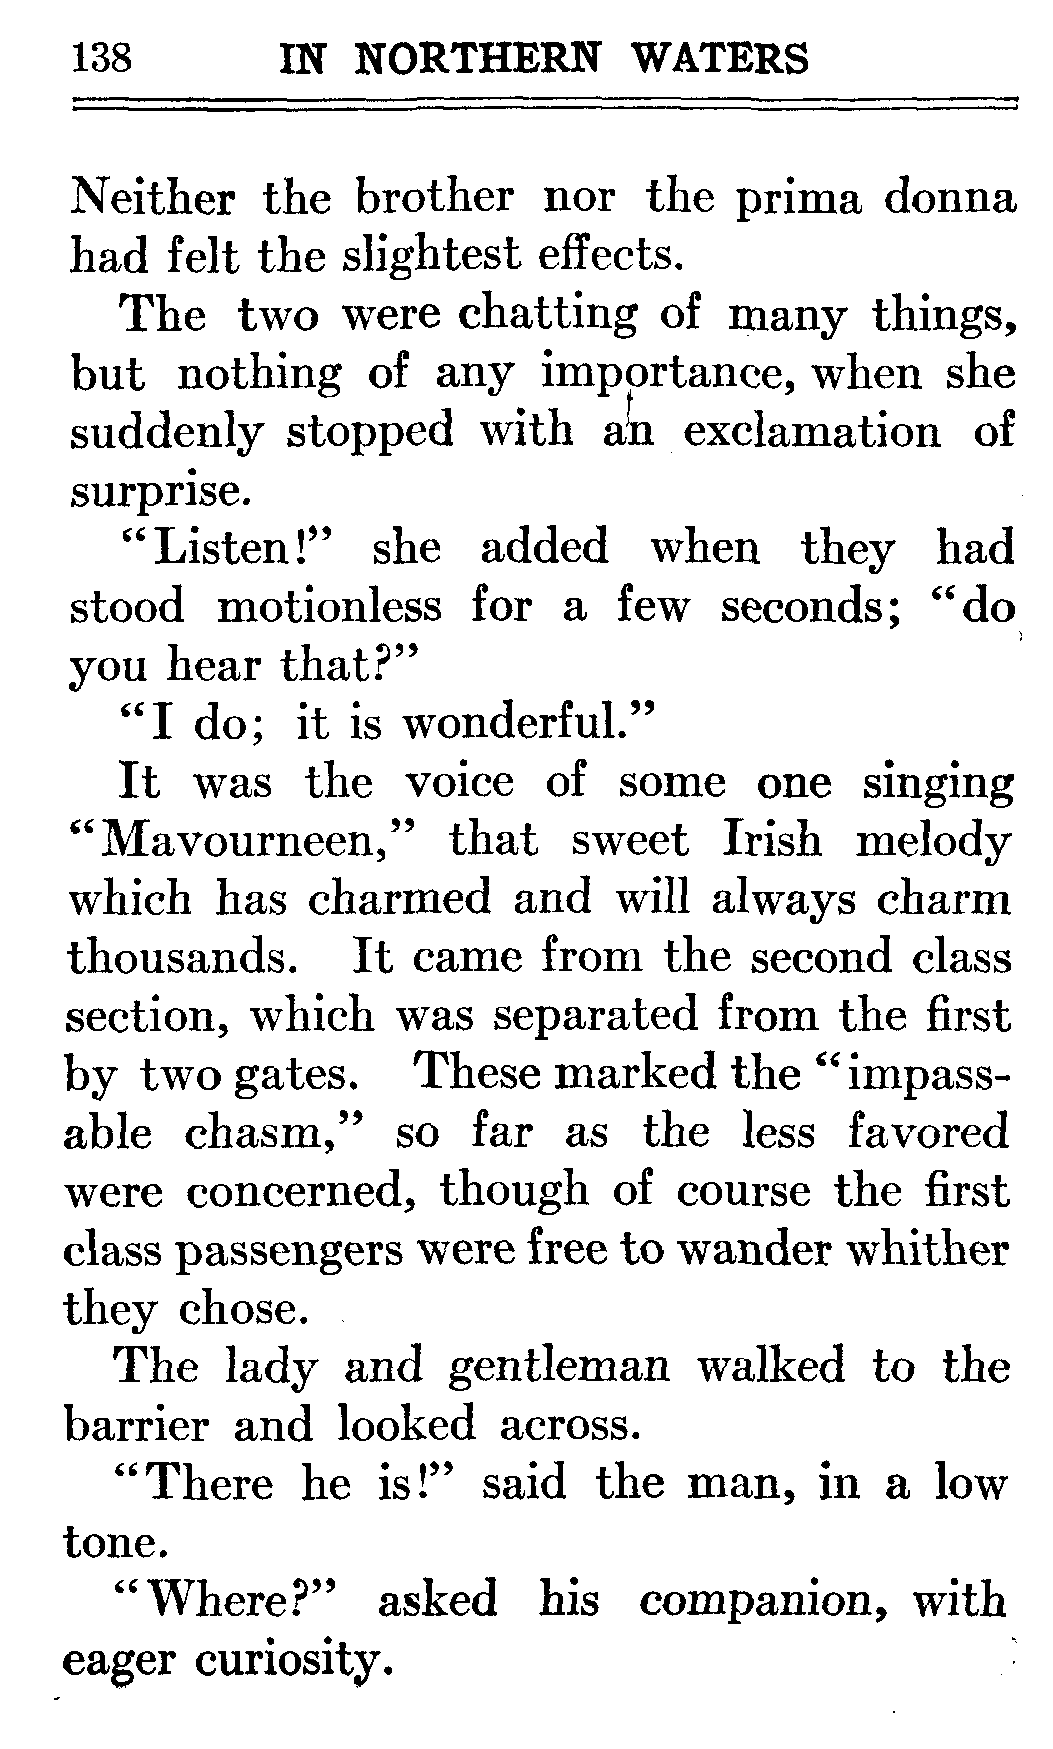 138 IN NORTHERN WATERS
Neither the brother nor the prima donna
had felt the slightest effects.
The two were chatting of many things,
but nothing of any importance, when she
suddenly stopped with an exclamation of
surprise.
"Listen!" she added when they had
stood motionless for a few seconds; "do
you hear that?"
"I do; it is wonderful."
It was the voice of some one singing
"Mavourneen," that sweet Irish melody
which has charmed and will always charm
thousands. It came from the second class
section, which was separated from the first
by two gates. These marked the "impass-
able chasm," so far as the less favored
were concerned, though of course the first
class passengers were free to wander whither
they chose.
The lady and gentleman walked to the
barrier and looked across.
"There he is!" said the man, in a low
tone.
"Where?" asked his companion, with
eager curiosity.